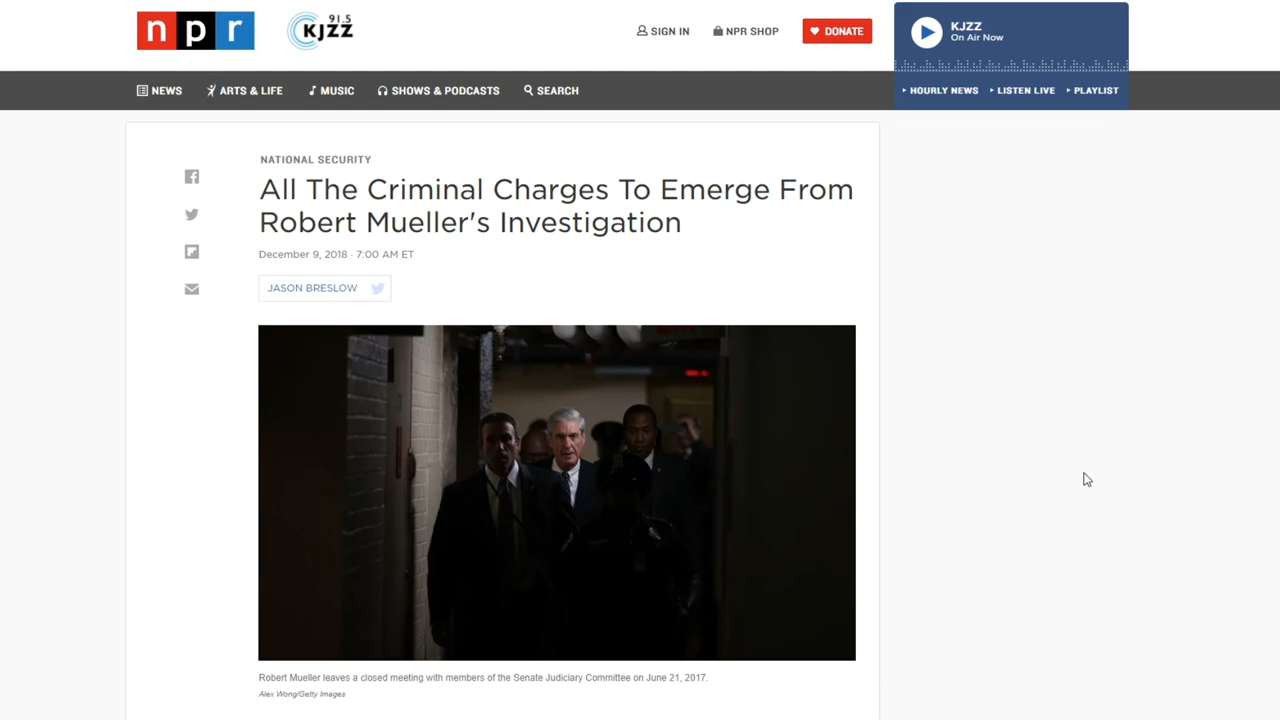 npr
91.5
KJZZ
SIGN IN
NPR SHOP
DONATE
KJZZ
On Air Now
NEWS
ARTS & LIFE
MUSIC
SHOWS & PODCASTS
SEARCH
HOURLY NEWS
LISTEN LIVE
PLAYLIST
NATIONAL SECURITY
All The Criminal Charges To Emerge From
Robert Mueller's Investigation
December 9, 2018 · 7:00 AM ET
JASON BRESLOW
Robert Mueller leaves a closed meeting with members of the Senate Judiciary Committee on June 21, 2017.
Alex Wong/Getty Images